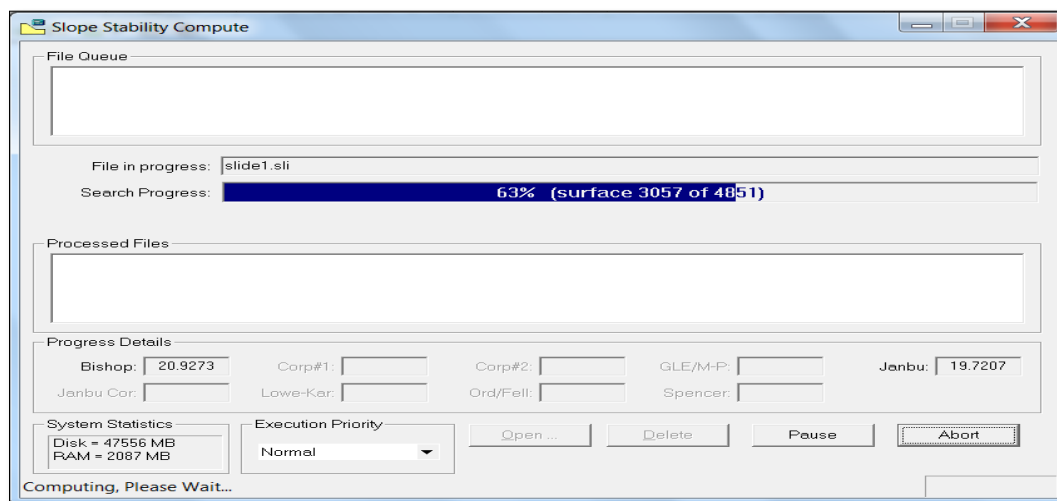 Slope Stability Compute
File Queue
File in progress: slide1.sli
Search Progress: 63% (surface 3057 of 4851)
Processed Files
Progress Details
Bishop: 20.9273 Corp#1: Corp#2: GLE/M-P: Janbu: 19.7207
Janbu Cor: Lowe-Kar: Ord/Fell: Spencer:
System Statistics Execution Priority
Disk = 47556 MB
RAM = 2087 MB
Normal
Open ... Delete Pause Abort
Computing, Please Wait...